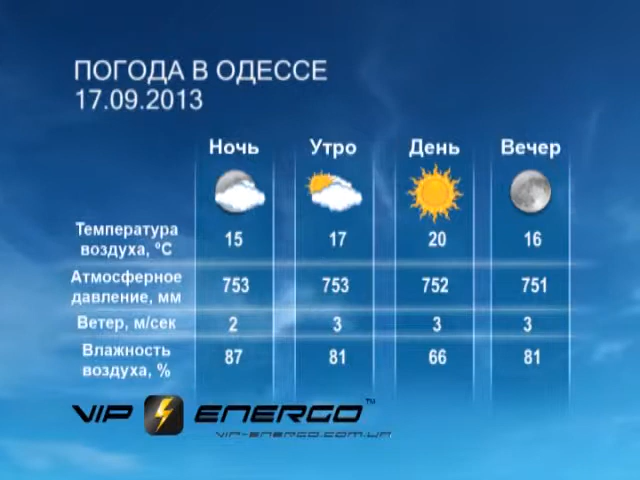 ПОГОДА В ОДЕССЕ
17.09.2013
Ночь Утро День Вечер
Температура
воздуха, °C 15 17 20 16
Атмосферное
давление, мм 753 753 752 751
Ветер, м/сек 2 3 3 3
Влажность
воздуха, % 87 81 66 81
VIP ENERGO™
VIP-ENERGO.COM.UA